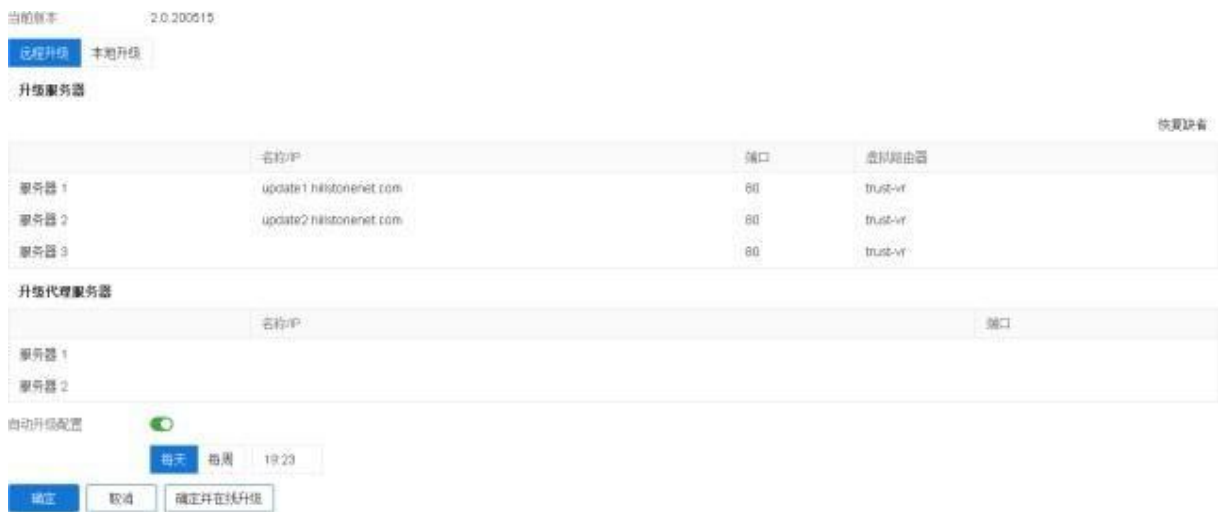 当前版本 2.0.200515
远程升级 本地升级
升级服务器
恢复缺省
名称/IP 端口 虚拟路由器
服务器 1 update1.hillstonenet.com 80 trust-vr
服务器 2 update2.hillstonenet.com 80 trust-vr
服务器 3 80 trust-vr
升级代理服务器
名称/IP 端口
服务器 1
服务器 2
自动升级配置
每天 每周 19:23
确定 取消 确定并在线升级